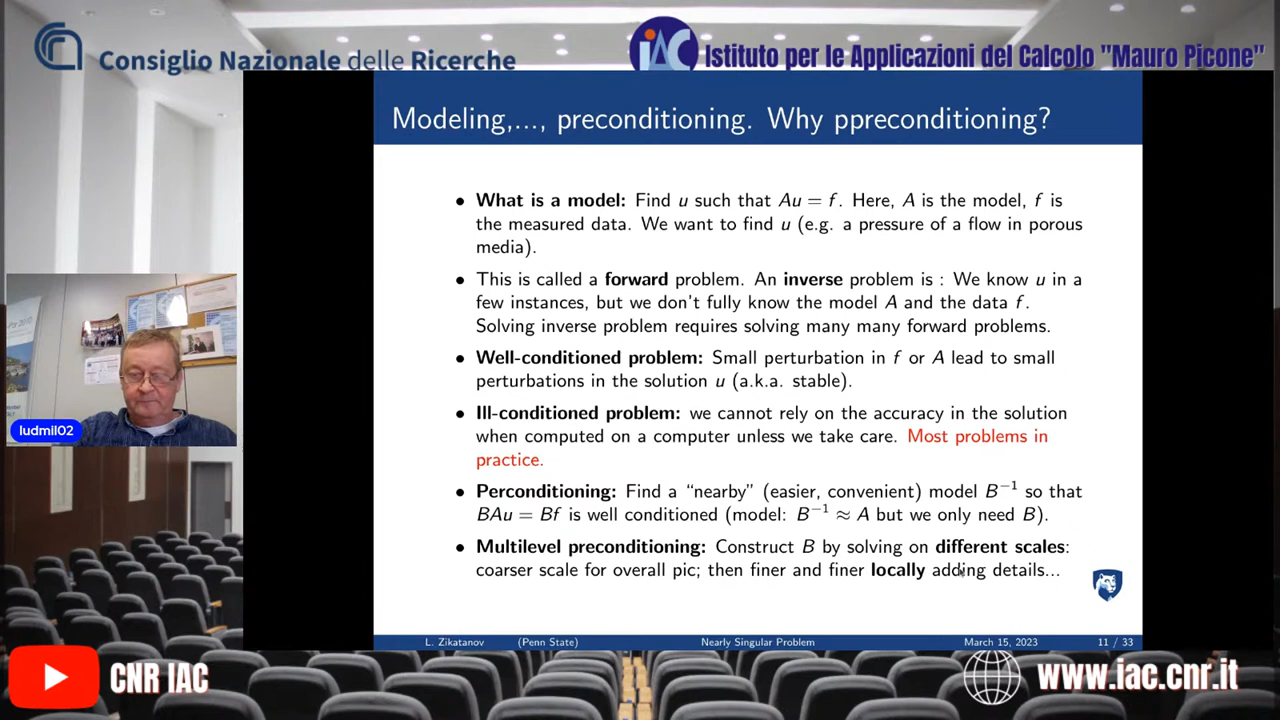 Consiglio Nazionale delle Ricerche
iAC
Istituto per le Applicazioni del Calcolo "Mauro Picone"
Modeling,..., preconditioning. Why ppreconditioning?
• What is a model: Find u such that Au = f. Here, A is the model, f is
the measured data. We want to find u (e.g. a pressure of a flow in porous
media).
• This is called a forward problem. An inverse problem is : We know u in a
few instances, but we don't fully know the model A and the data f.
Solving inverse problem requires solving many many forward problems.
• Well-conditioned problem: Small perturbation in f or A lead to small
perturbations in the solution u (a.k.a. stable).
• Ill-conditioned problem: we cannot rely on the accuracy in the solution
when computed on a computer unless we take care. Most problems in
practice.
• Perconditioning: Find a “nearby” (easier, convenient) model B⁻¹ so that
BAu = Bf is well conditioned (model: B⁻¹ ≈ A but we only need B).
• Multilevel preconditioning: Construct B by solving on different scales:
coarser scale for overall pic; then finer and finer locally adding details...
ludmil02
L. Zikatanov (Penn State) Nearly Singular Problem March 15, 2023 11 / 33
CNR IAC
www.iac.cnr.it